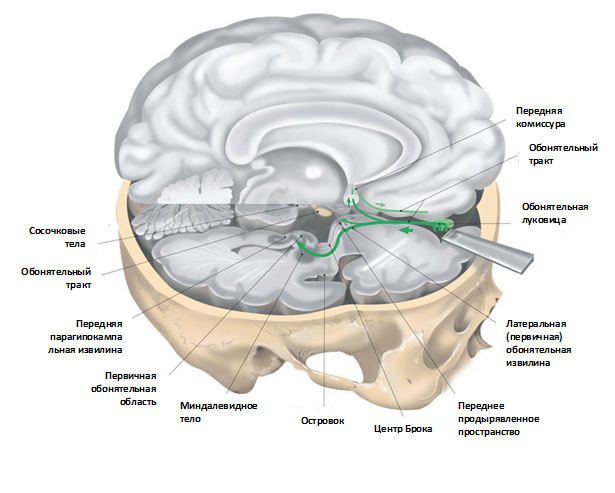 Передняя
комиссура
Обонятельный
тракт
Обонятельная
луковица
Сосочковые
тела
Обонятельный
тракт
Передняя
парагипокампа
льная извилина
Первичная
обонятельная
область
Миндалевидное
тело
Островок
Центр Брока
Переднее
продырявленное
пространство
Латеральная
(первичная)
обонятельная
извилина